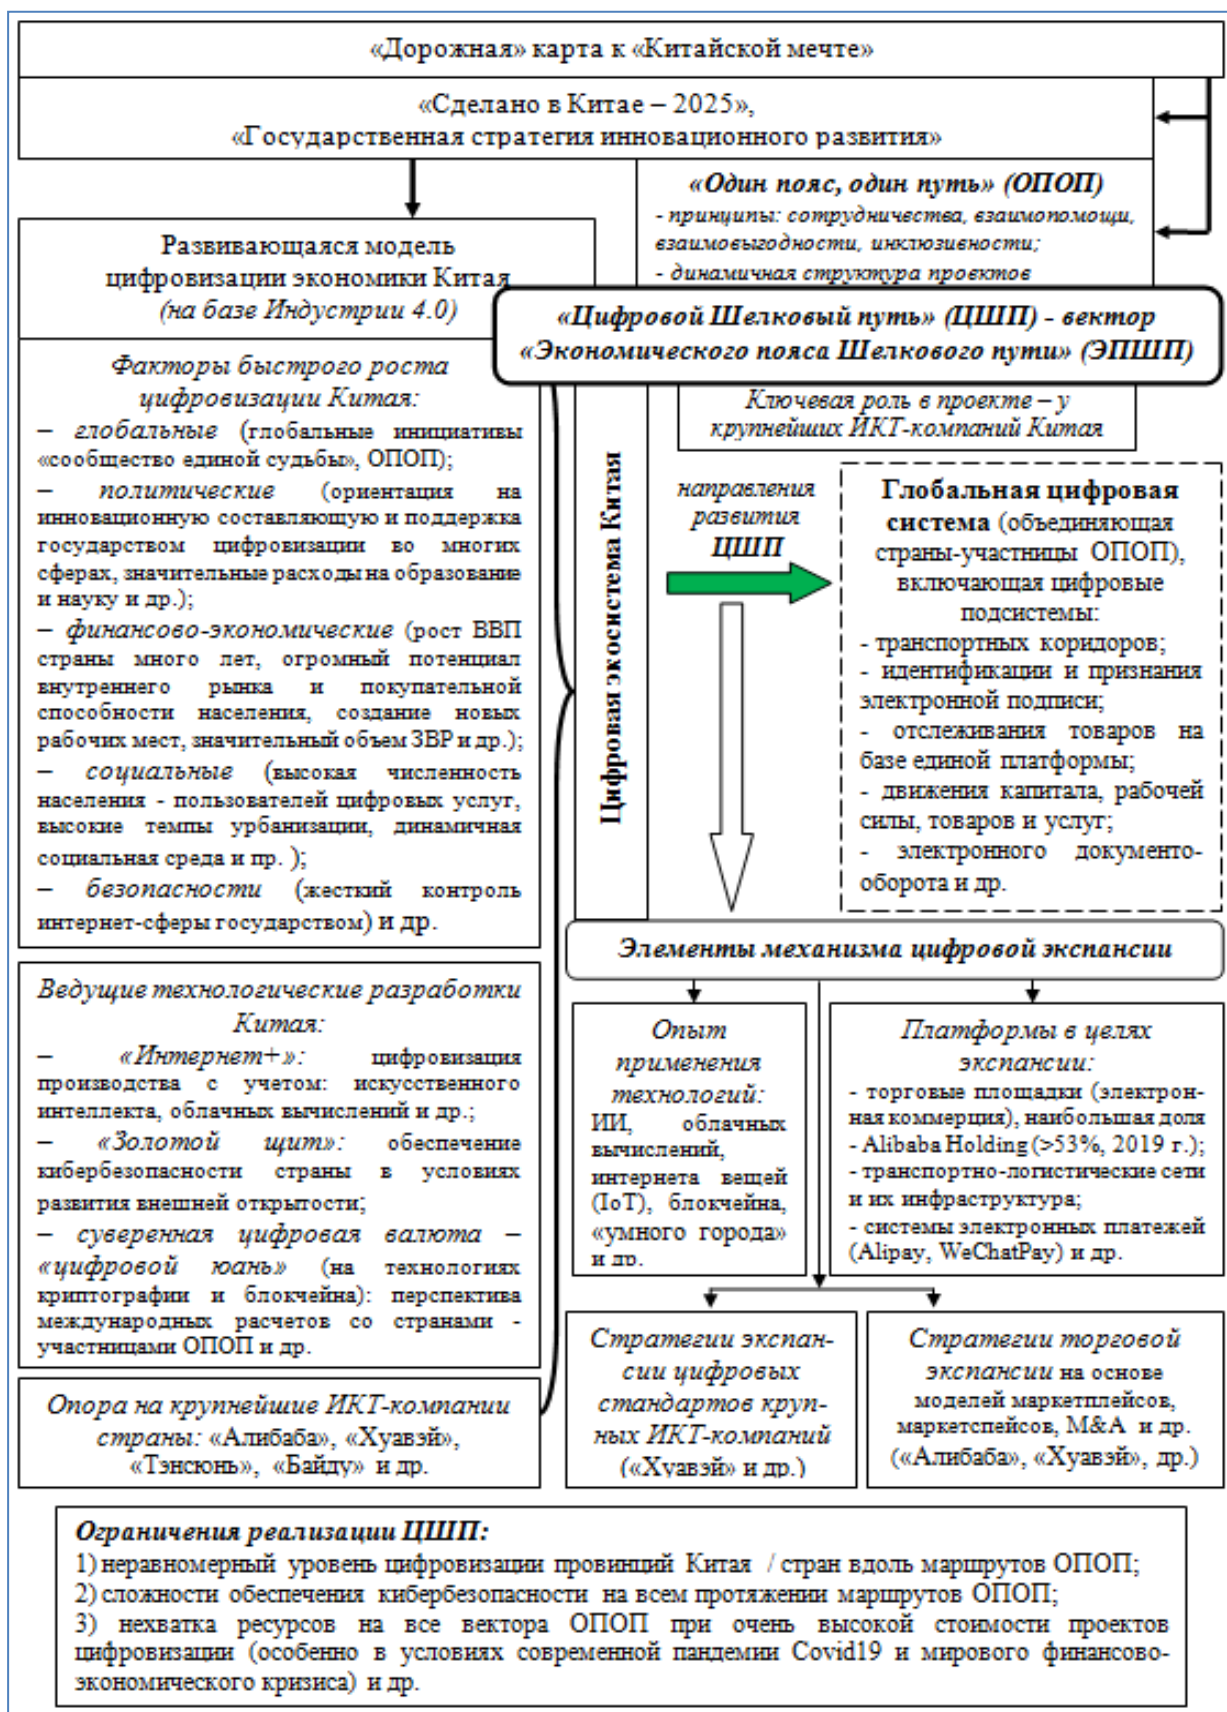 «Дорожная» карта к «Китайской мечте»
«Сделано в Китае – 2025»,
«Государственная стратегия инновационного развития»
«Один пояс, один путь» (ОПОП)
- принципы: сотрудничества, взаимопомощи,
взаимовыгодности, инклюзивности;
- динамичная структура проектов
Развивающаяся модель
цифровизации экономики Китая
(на базе Индустрии 4.0)
«Цифровой Шелковый путь» (ЦШП) - вектор
«Экономического пояса Шелкового пути» (ЭПШП)
Ключевая роль в проекте – у
крупнейших ИКТ-компаний Китая
Факторы быстрого роста
цифровизации Китая:
– глобальные (глобальные инициативы
«сообщество единой судьбы», ОПОП);
– политические (ориентация на
инновационную составляющую и поддержка
государством цифровизации во многих
сферах, значительные расходы на образование
и науку и др.);
– финансово-экономические (рост ВВП
страны много лет, огромный потенциал
внутреннего рынка и покупательной
способности населения, создание новых
рабочих мест, значительный объем ЗВР и др.);
– социальные (высокая численность
населения - пользователей цифровых услуг,
высокие темпы урбанизации, динамичная
социальная среда и пр. );
– безопасности (жесткий контроль
интернет-сферы государством) и др.
Цифровая экосистема Китая
направления
развития
ЦШП
Глобальная цифровая
система (объединяющая
страны-участницы ОПОП),
включающая цифровые
подсистемы:
- транспортных коридоров;
- идентификации и признания
электронной подписи;
- отслеживания товаров на
базе единой платформы;
- движения капитала, рабочей
силы, товаров и услуг;
- электронного документо-
оборота и др.
Ведущие технологические разработки
Китая:
– «Интернет+»: цифровизация
производства с учетом: искусственного
интеллекта, облачных вычислений и др.;
– «Золотой щит»: обеспечение
кибербезопасности страны в условиях
развития внешней открытости;
– суверенная цифровая валюта –
«цифровой юань» (на технологиях
криптографии и блокчейна): перспектива
международных расчетов со странами -
участницами ОПОП и др.
Опора на крупнейшие ИКТ-компании
страны: «Алибаба», «Хуавэй»,
«Тэнсюнь», «Байду» и др.
Элементы механизма цифровой экспансии
Опыт
применения
технологий:
ИИ, облачных
вычислений,
интернета вещей
(IoT), блокчейна,
«умного города»
и др.
Платформы в целях
экспансии:
- торговые площадки (электрон-
ная коммерция), наибольшая доля
- Alibaba Holding (>53%, 2019 г.);
- транспортно-логистические сети
и их инфраструктура;
- системы электронных платежей
(Alipay, WeChatPay) и др.
Стратегии экспан-
сии цифровых
стандартов круп-
ных ИКТ-компаний
(«Хуавэй» и др.)
Стратегии торговой
экспансии на основе
моделей маркетплейсов,
маркетспейсов, M&A и др.
(«Алибаба», «Хуавэй», др.)
Ограничения реализации ЦШП:
1) неравномерный уровень цифровизации провинций Китая / стран вдоль маршрутов ОПОП;
2) сложности обеспечения кибербезопасности на всем протяжении маршрутов ОПОП;
3) нехватка ресурсов на все вектора ОПОП при очень высокой стоимости проектов
цифровизации (особенно в условиях современной пандемии Covid19 и мирового финансово-
экономического кризиса) и др.